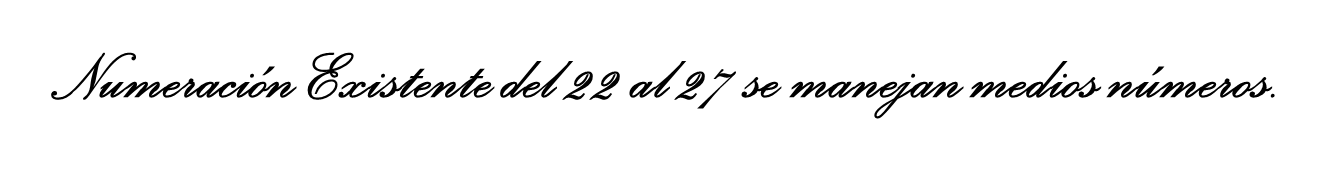 Numeración Existente del 22 al 27 se manejan medios números.